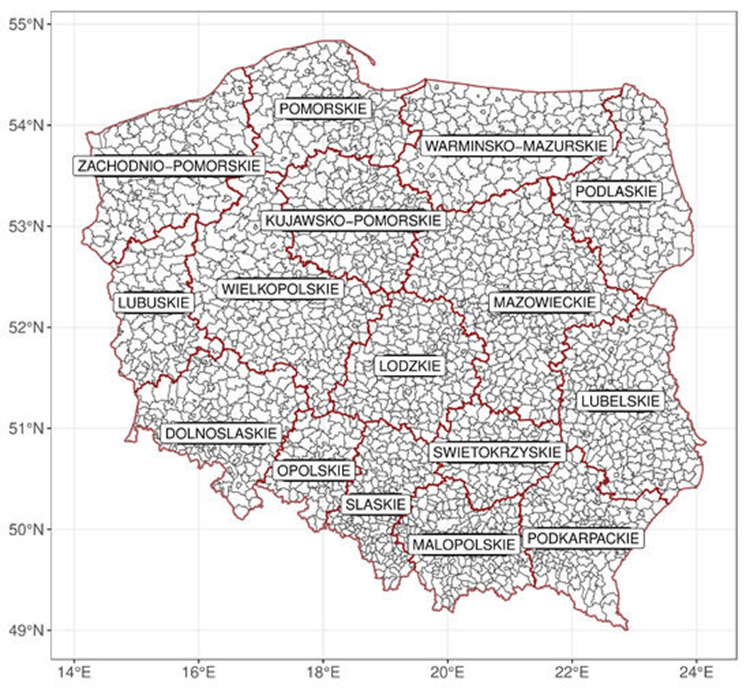 55°N
POMORSKIE
54°N
WARMINSKO−MAZURSKIE
ZACHODNIO−POMORSKIE
PODLASKIE
53°N
KUJAWSKO−POMORSKIE
WIELKOPOLSKIE
LUBUSKIE
MAZOWIECKIE
52°N
LODZKIE
LUBELSKIE
51°N
DOLNOSLASKIE
SWIETOKRZYSKIE
OPOLSKIE
SLASKIE
50°N
MALOPOLSKIE
PODKARPACKIE
49°N
14°E 16°E 18°E 20°E 22°E 24°E